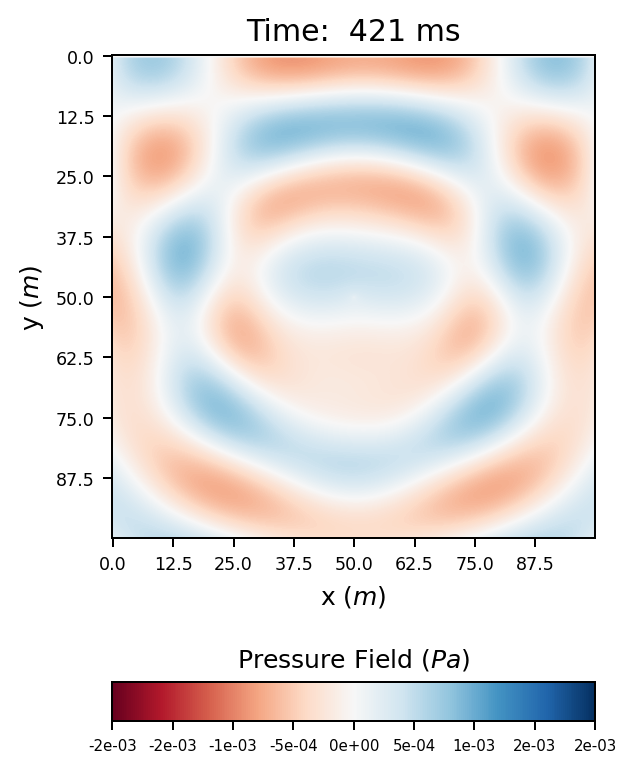 Time:  421 ms
0.0
12.5
25.0
37.5
50.0
62.5
75.0
87.5
y (m)
0.0 12.5 25.0 37.5 50.0 62.5 75.0 87.5
x (m)
Pressure Field (Pa)
-2e-03 -2e-03 -1e-03 -5e-04 0e+00 5e-04 1e-03 2e-03 2e-03